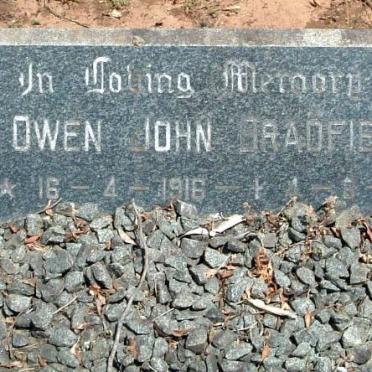 In Loving Memory
OWEN JOHN BRADFIE
* 16 - 4 - 1916 -